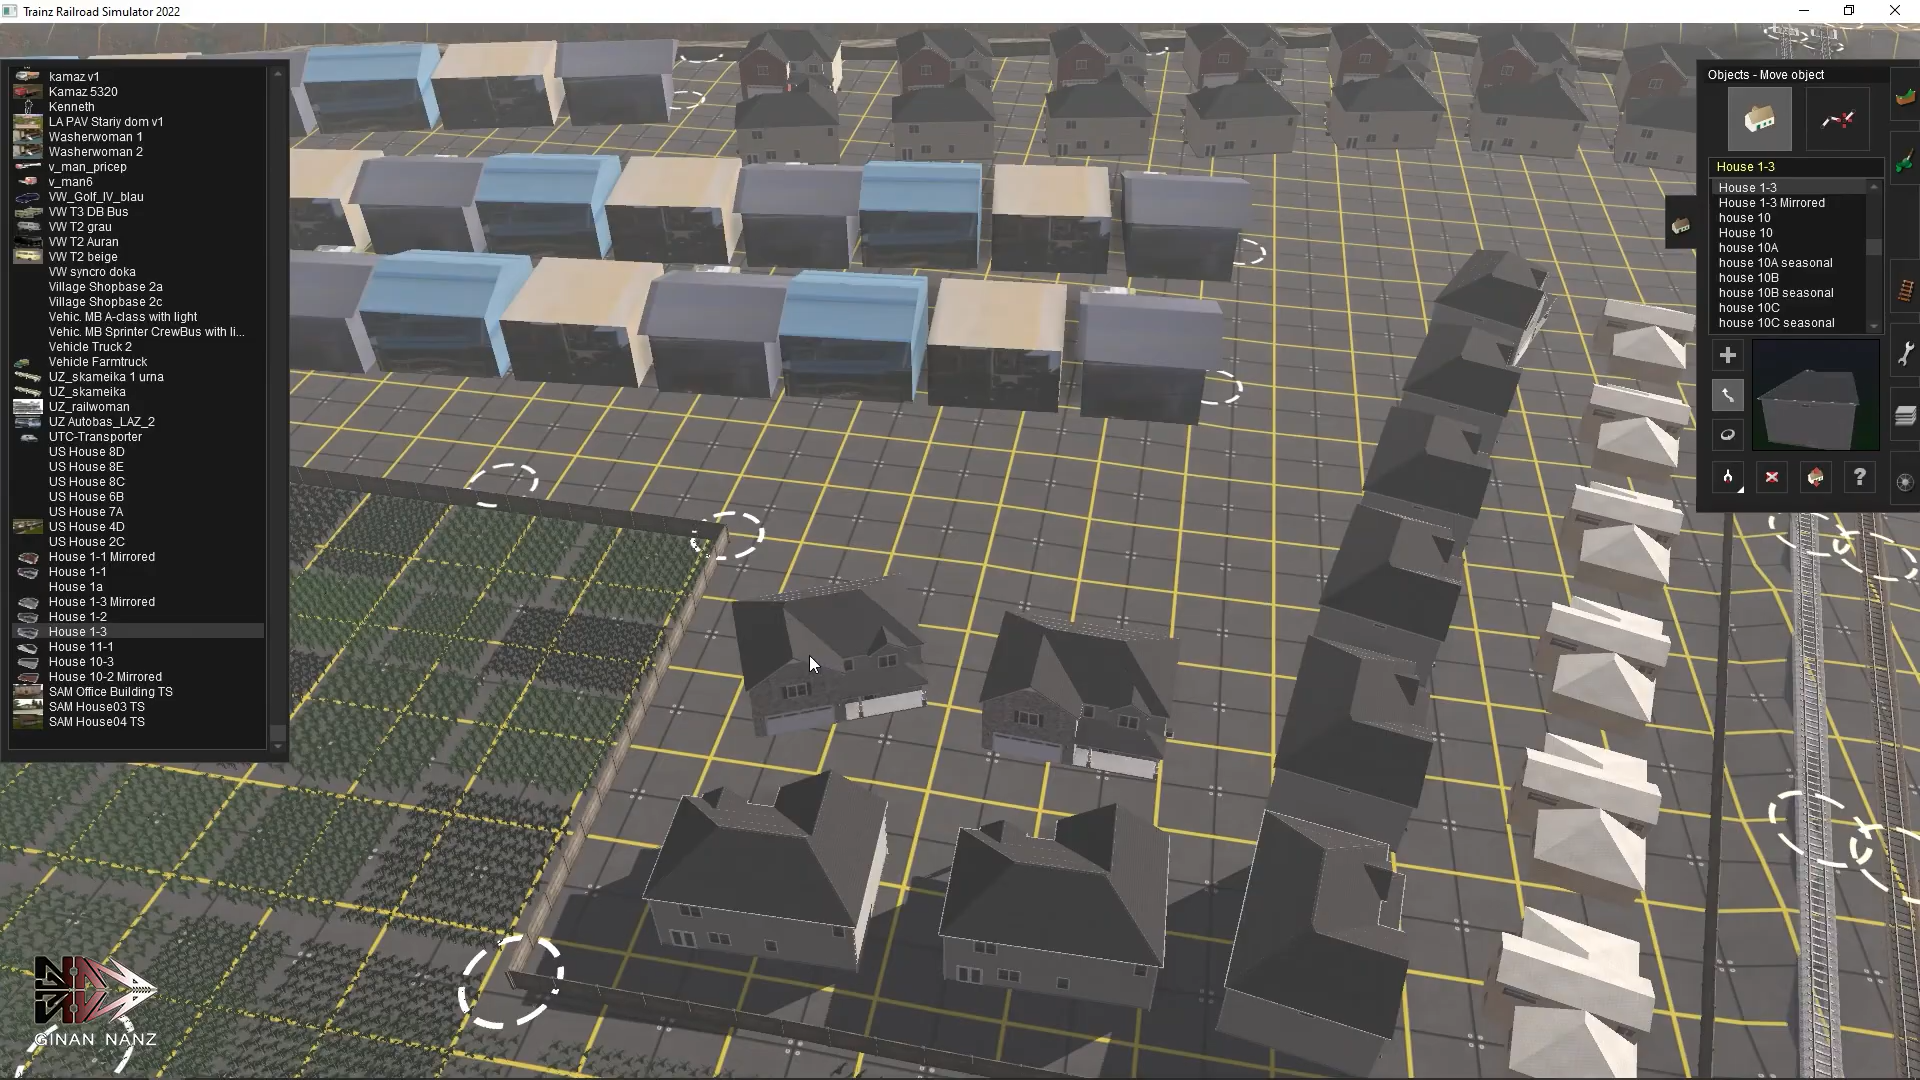 Trainz Railroad Simulator 2022
kamaz.v1
Kamaz 5320
Kenneth
LA PAV Stariy dom v1
Washerwoman 1
Washerwoman 2
v_man_pricep
v_man6
VW_Golf_IV_blau
VW T3 DB Bus
VW T2 grau
VW T2 Auran
VW T2 beige
VW syncro doka
Village Shopbase 2a
Village Shopbase 2c
Vehic. MB A-class with light
Vehic. MB Sprinter CrewBus with li...
Vehicle Truck 2
Vehicle Farmtruck
UZ_skameika 1 urna
UZ_skameika
UZ_railwoman
UZ Autobas_LAZ_2
UTC-Transporter
US House 8D
US House 8E
US House 8C
US House 6B
US House 7A
US House 4D
US House 2C
House 1-1 Mirrored
House 1-1
House 1a
House 1-3 Mirrored
House 1-2
House 1-3
House 11-1
House 10-3
House 10-2 Mirrored
SAM Office Building TS
SAM House03 TS
SAM House04 TS
Objects - Move object
House 1-3
House 1-3
House 1-3 Mirrored
house 10
House 10
house 10A
house 10A seasonal
house 10B
house 10B seasonal
house 10C
house 10C seasonal
?
GINAN NANZ